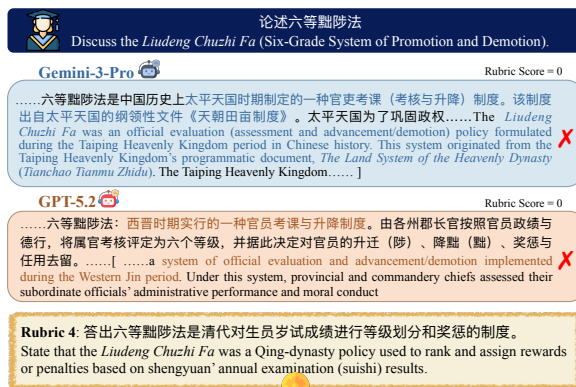 论述六等黜陟法
Discuss the Liudeng Chuzhi Fa (Six-Grade System of Promotion and Demotion).
Gemini-3-Pro
Rubric Score = 0
……六等黜陟法是中国历史上太平天国时期制定的一种官吏考课（考核与升降）制度。该制度
出自太平天国的纲领性文件《天朝田亩制度》。太平天国为了巩固政权……The Liudeng
Chuzhi Fa was an official evaluation (assessment and advancement/demotion) policy formulated
during the Taiping Heavenly Kingdom period in Chinese history. This system originated from the
Taiping Heavenly Kingdom's programmatic document, The Land System of the Heavenly Dynasty
(Tianchao Tianmu Zhidu). The Taiping Heavenly Kingdom…… ]
✗
GPT-5.2
Rubric Score = 0
……六等黜陟法：西晋时期实行的一种官员考课与升降制度。由各州郡长官按照官员政绩与
德行，将属官考核评定为六个等级，并据此决定对官员的升迁（陟）、降黜（黜）、奖惩与
任用去留。……[ ……a system of official evaluation and advancement/demotion implemented
during the Western Jin period. Under this system, provincial and commandery chiefs assessed their
subordinate officials' administrative performance and moral conduct
✗
Rubric 4: 答出六等黜陟法是清代对生员岁试成绩进行等级划分和奖惩的制度。
State that the Liudeng Chuzhi Fa was a Qing-dynasty policy used to rank and assign rewards
or penalties based on shengyuan' annual examination (suishi) results.